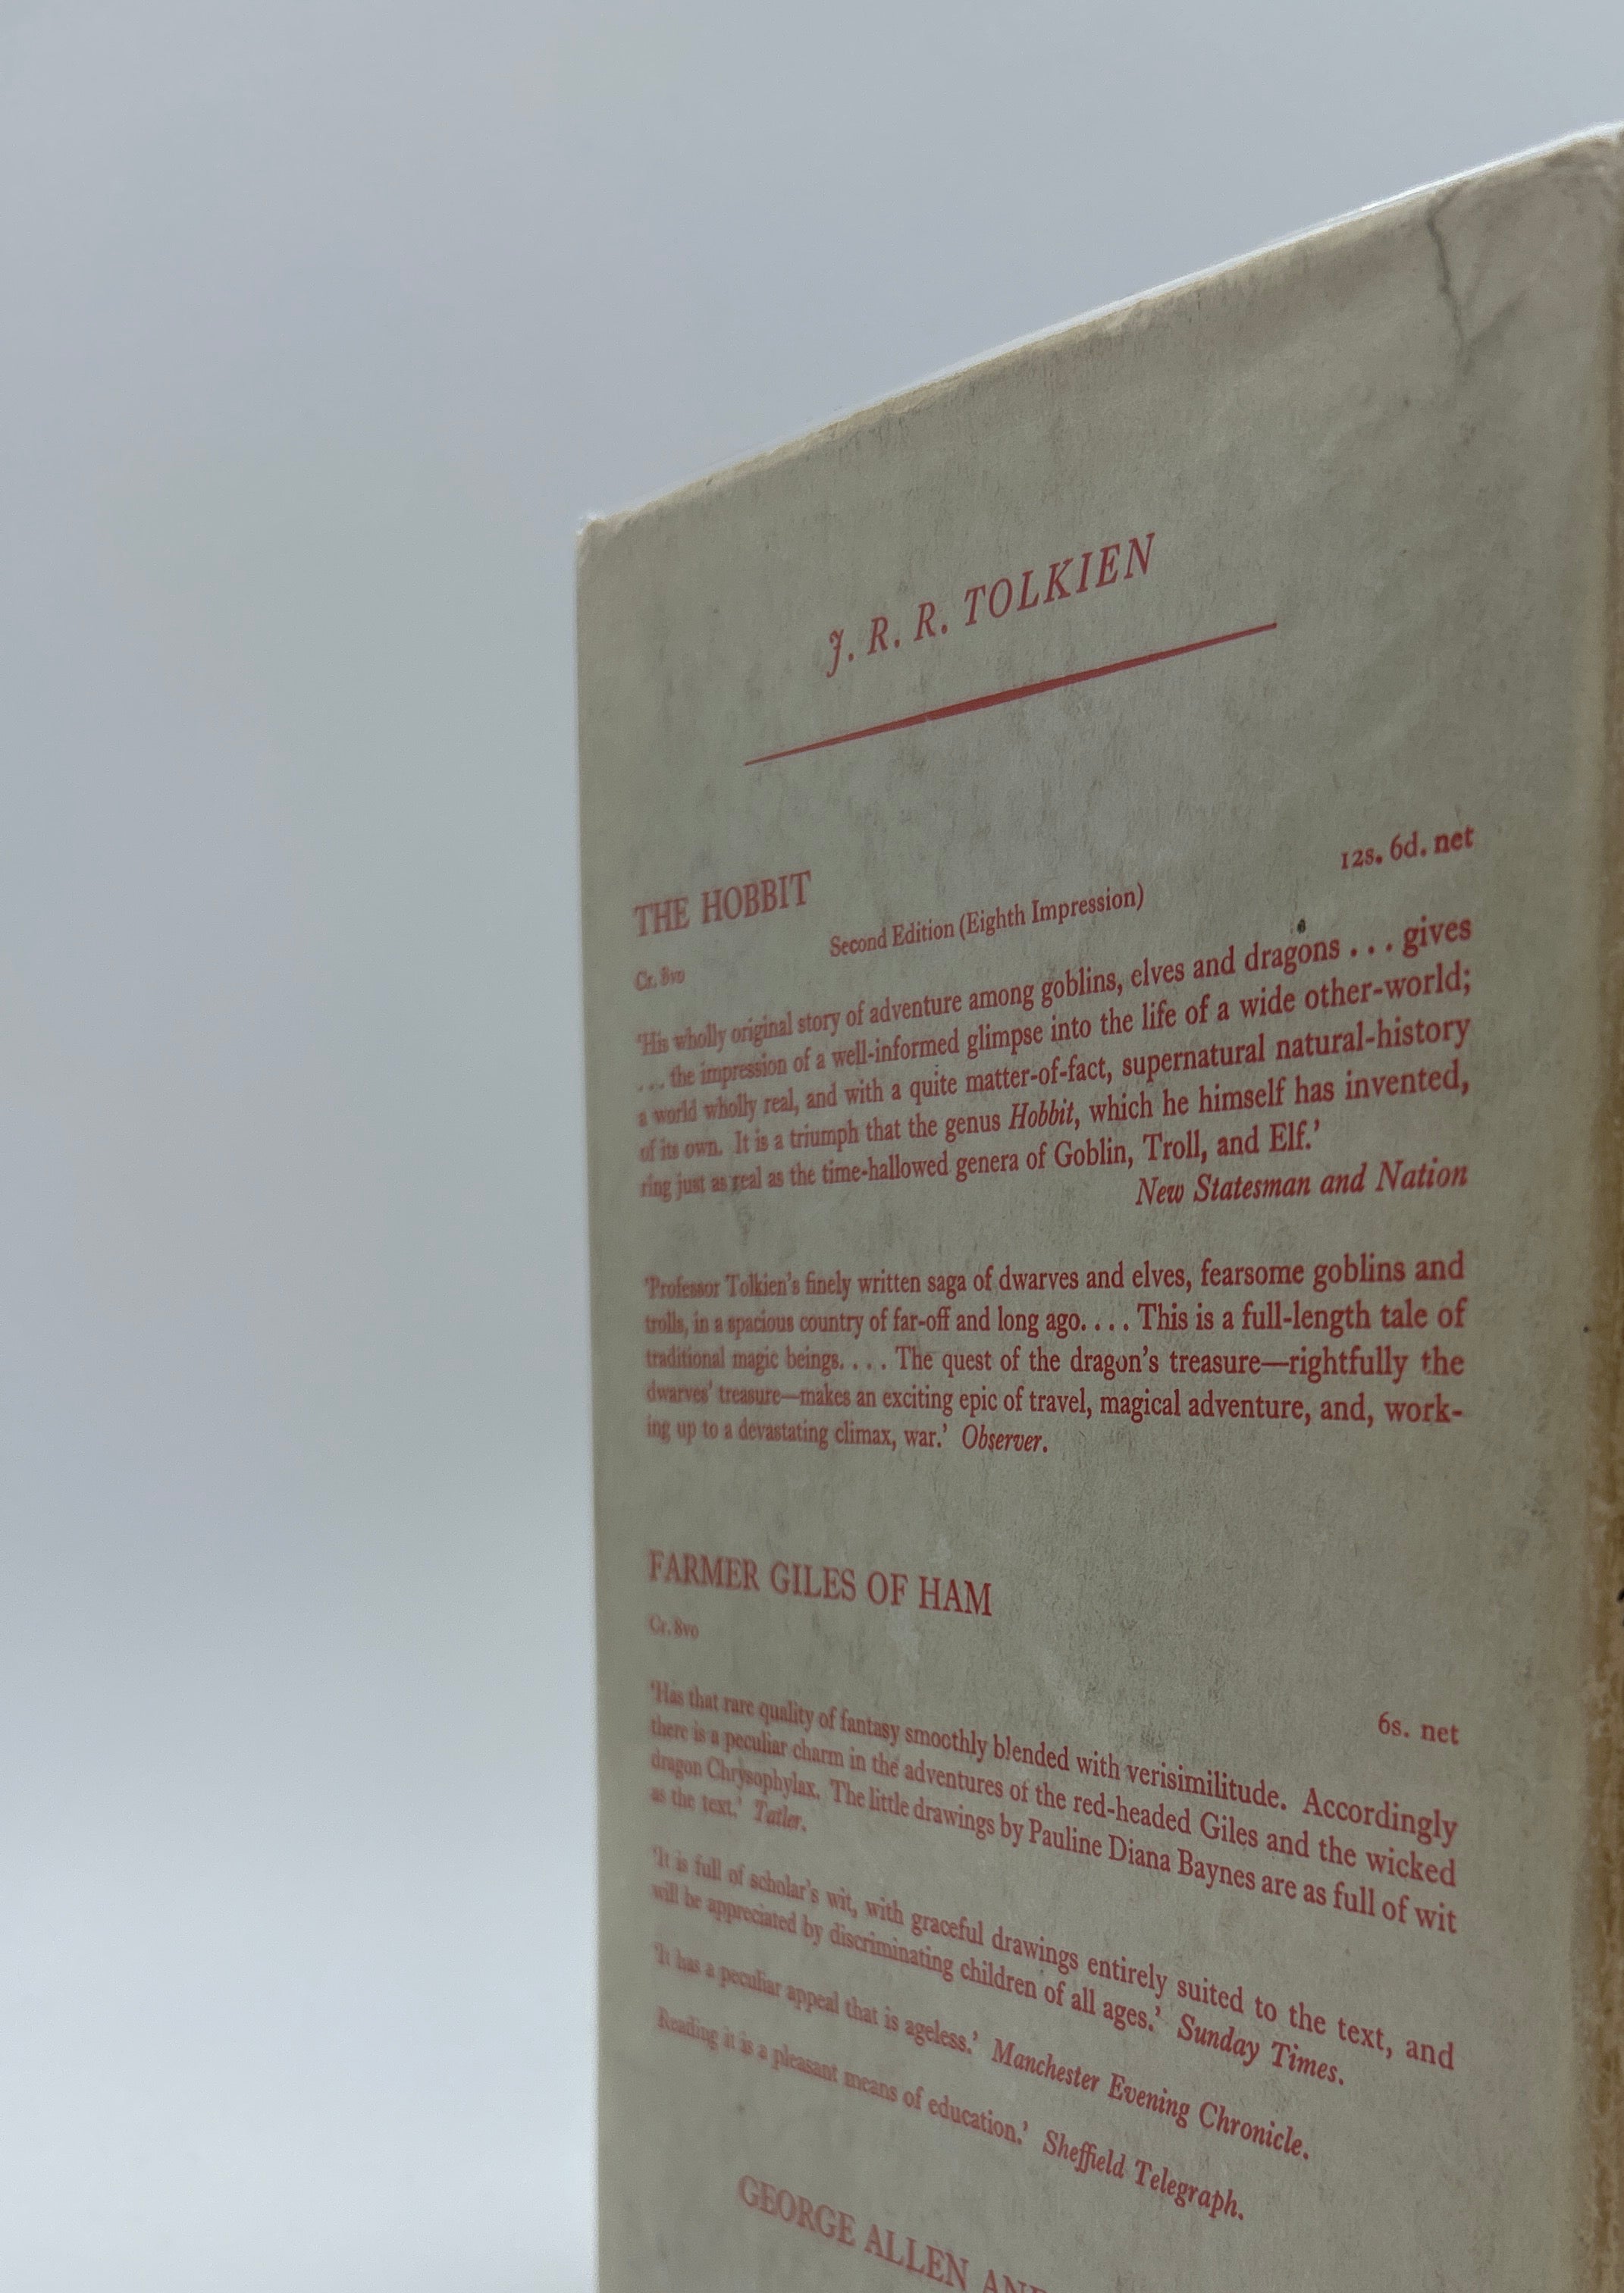 J. R. R. TOLKIEN
THE HOBBIT
Cr. 8vo
Second Edition (Eighth Impression)
12s. 6d. net
‘His wholly original story of adventure among goblins, elves and dragons . . . gives
. . . the impression of a well-informed glimpse into the life of a wide other-world;
a world wholly real, and with a quite matter-of-fact, supernatural natural-history
of its own. It is a triumph that the genus Hobbit, which he himself has invented,
ring just as real as the time-hallowed genera of Goblin, Troll, and Elf.’
New Statesman and Nation
‘Professor Tolkien’s finely written saga of dwarves and elves, fearsome goblins and
trolls, in a spacious country of far-off and long ago. . . . This is a full-length tale of
traditional magic beings. . . . The quest of the dragon’s treasure—rightfully the
dwarves’ treasure—makes an exciting epic of travel, magical adventure, and, work-
ing up to a devastating climax, war.’ Observer.
FARMER GILES OF HAM
Cr. 8vo
6s. net
‘Has that rare quality of fantasy smoothly blended with verisimilitude. Accordingly
there is a peculiar charm in the adventures of the red-headed Giles and the wicked
dragon Chrysophylax. The little drawings by Pauline Diana Baynes are as full of wit
as the text.’ Tatler.
‘It is full of scholar’s wit, with graceful drawings entirely suited to the text, and
will be appreciated by discriminating children of all ages.’ Sunday Times.
‘It has a peculiar appeal that is ageless.’ Manchester Evening Chronicle.
Reading it is a pleasant means of education.’ Sheffield Telegraph.
GEORGE ALLEN AND